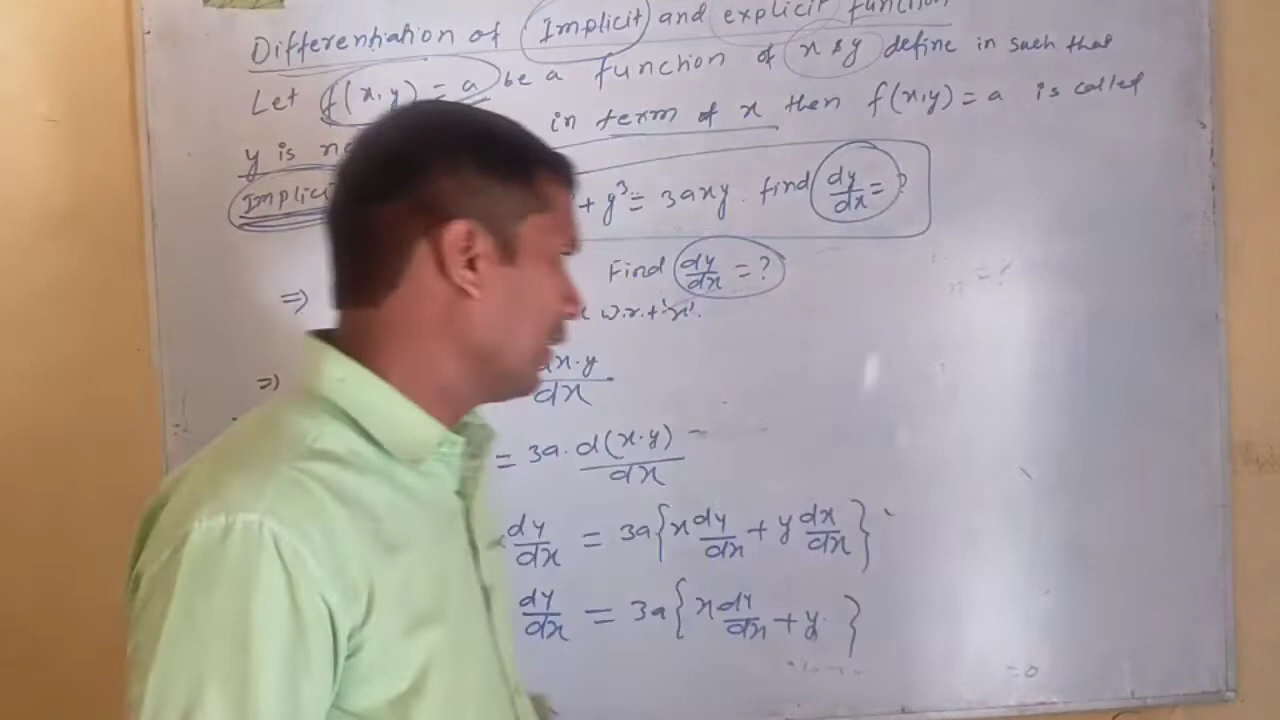 Differentiation of Implicit and explicit function
Let f(x,y) = a be a function of x & y define in such that
y is in term of x then f(x,y) = a is called
Implicit + y³ = 3axy. find dy/dx = ?
⇒ Find dy/dx = ?
w.r.t 'x'.
⇒ x·y/dx
= 3a·d(x·y)/dx
dy/dx = 3a{x dy/dx + y dx/dx}
dy/dx = 3a{x dy/dx + y}
= 0